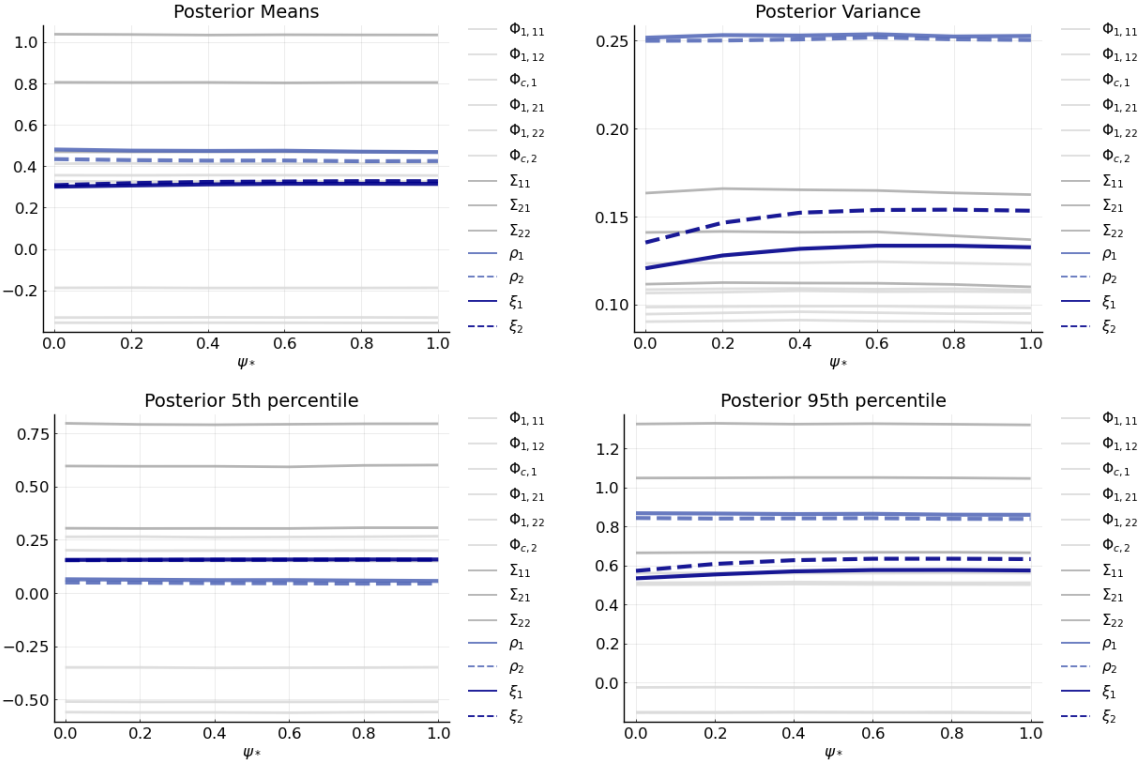 Posterior Means
1.0
0.8
0.6
0.4
0.2
0.0
−0.2
0.0 0.2 0.4 0.6 0.8 1.0
ψ*
Φ1,11
Φ1,12
Φc,1
Φ1,21
Φ1,22
Φc,2
Σ11
Σ21
Σ22
ρ1
ρ2
ξ1
ξ2
Posterior Variance
0.25
0.20
0.15
0.10
0.0 0.2 0.4 0.6 0.8 1.0
ψ*
Φ1,11
Φ1,12
Φc,1
Φ1,21
Φ1,22
Φc,2
Σ11
Σ21
Σ22
ρ1
ρ2
ξ1
ξ2
Posterior 5th percentile
0.75
0.50
0.25
0.00
−0.25
−0.50
0.0 0.2 0.4 0.6 0.8 1.0
ψ*
Φ1,11
Φ1,12
Φc,1
Φ1,21
Φ1,22
Φc,2
Σ11
Σ21
Σ22
ρ1
ρ2
ξ1
ξ2
Posterior 95th percentile
1.2
1.0
0.8
0.6
0.4
0.2
0.0
0.0 0.2 0.4 0.6 0.8 1.0
ψ*
Φ1,11
Φ1,12
Φc,1
Φ1,21
Φ1,22
Φc,2
Σ11
Σ21
Σ22
ρ1
ρ2
ξ1
ξ2